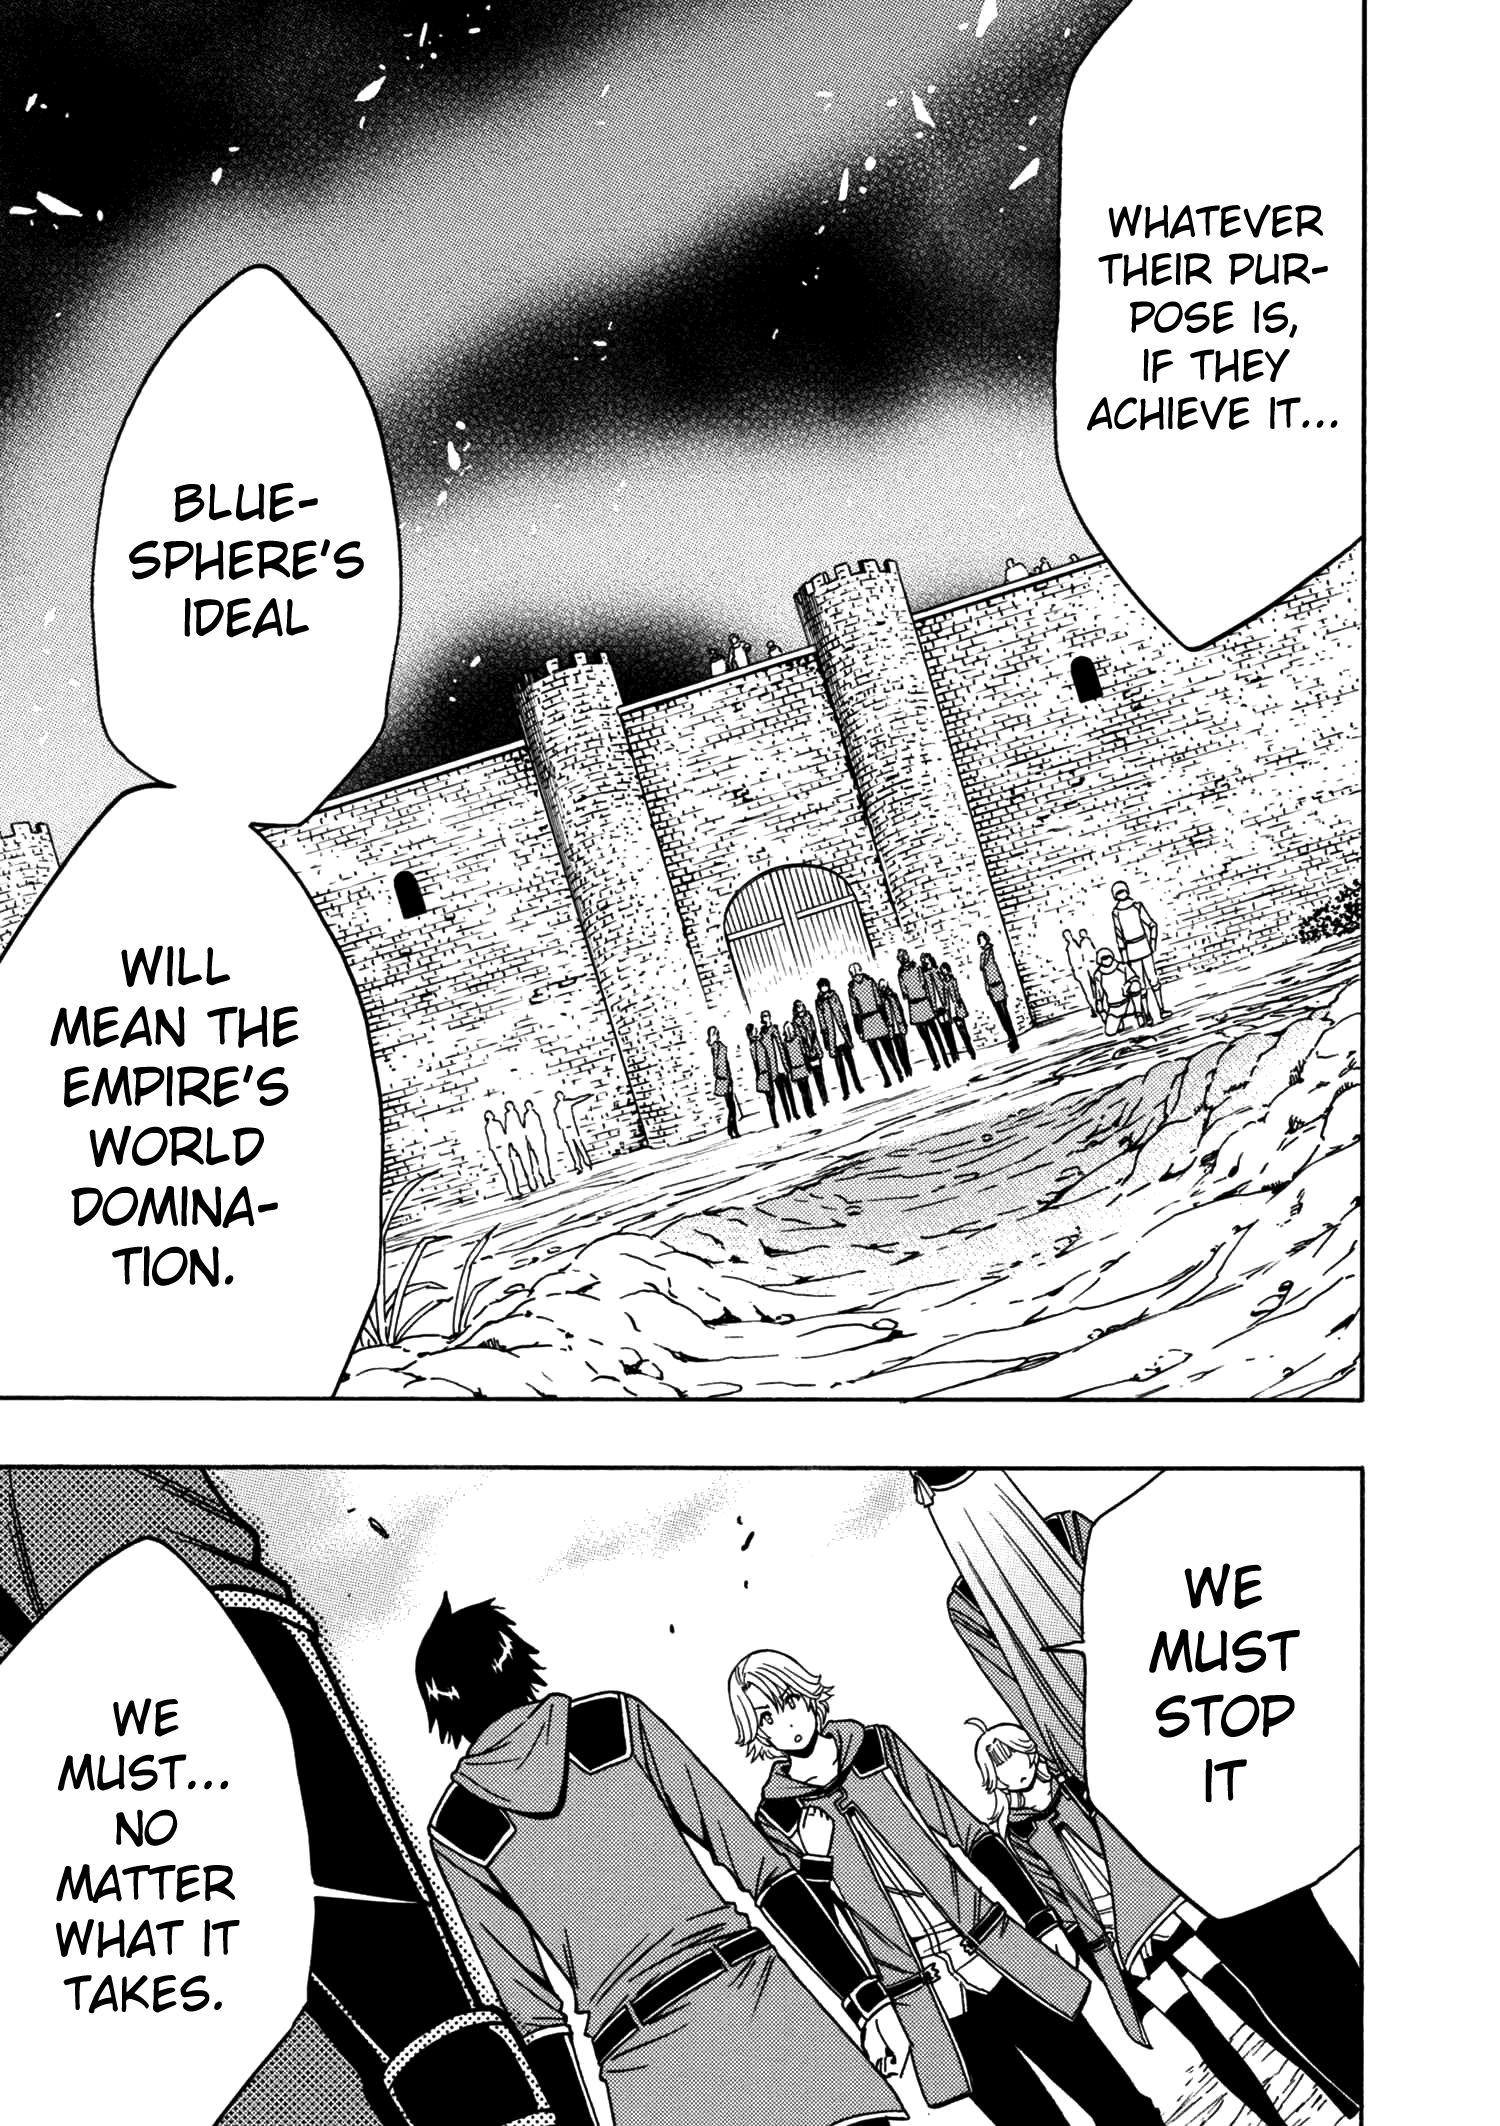 WHATEVER
THEIR PUR-
POSE IS,
IF THEY
ACHIEVE IT...
BLUE-
SPHERE'S
IDEAL
WILL
MEAN THE
EMPIRE'S
WORLD
DOMINA-
TION.
WE
MUST
STOP
IT
WE
MUST...
NO
MATTER
WHAT IT
TAKES.